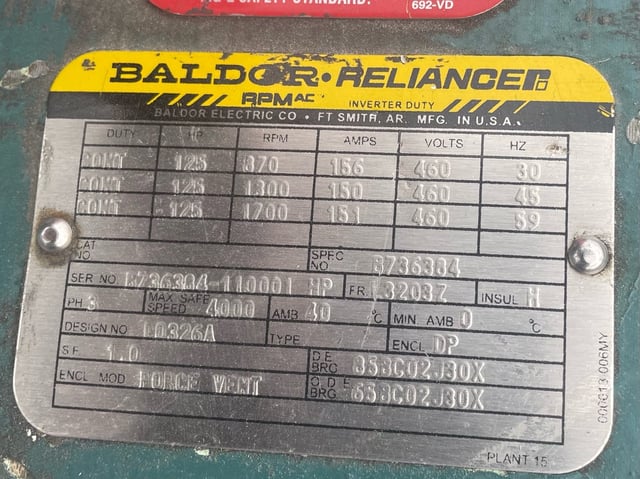 692-VD
BALDOR · RELIANCER
RPM AC INVERTER DUTY
BALDOR ELECTRIC CO • FT SMITH, AR. MFG. IN U.S.A.
DUTY HP RPM AMPS VOLTS HZ
CONT 125 870 156 460 30
CONT 125 1300 150 460 45
CONT 125 1700 151 460 59
CAT NO SPEC NO B736384
SER NO. B736384-110001 HP FR. L3208Z INSUL H
PH 3 MAX SAFE SPEED 4000 AMB 40 °C MIN. AMB 0 °C
DESIGN NO L0326A TYPE ENCL DP
S.F. 1.0 D.E. BRG 85BC02J30X
ENCL MOD FORCE VENT O.D.E. BRG 65BC02J30X
000613.006MY
PLANT 15